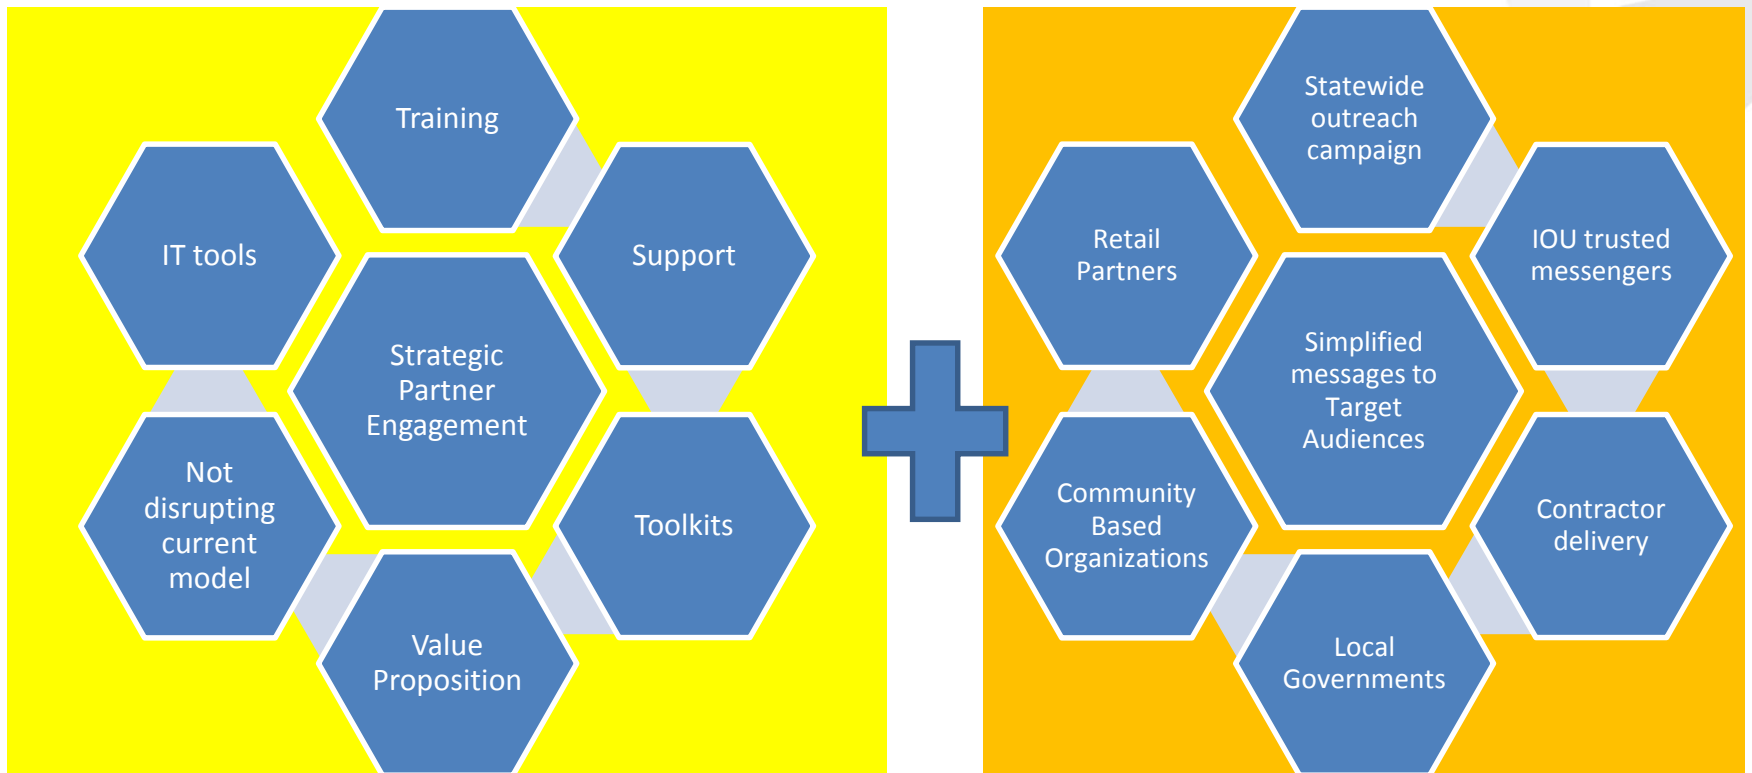 Training
Support
Toolkits
Value
Proposition
Not
disrupting
current
model
IT tools
Strategic
Partner
Engagement
Statewide
outreach
campaign
IOU trusted
messengers
Contractor
delivery
Local
Governments
Community
Based
Organizations
Retail
Partners
Simplified
messages to
Target
Audiences